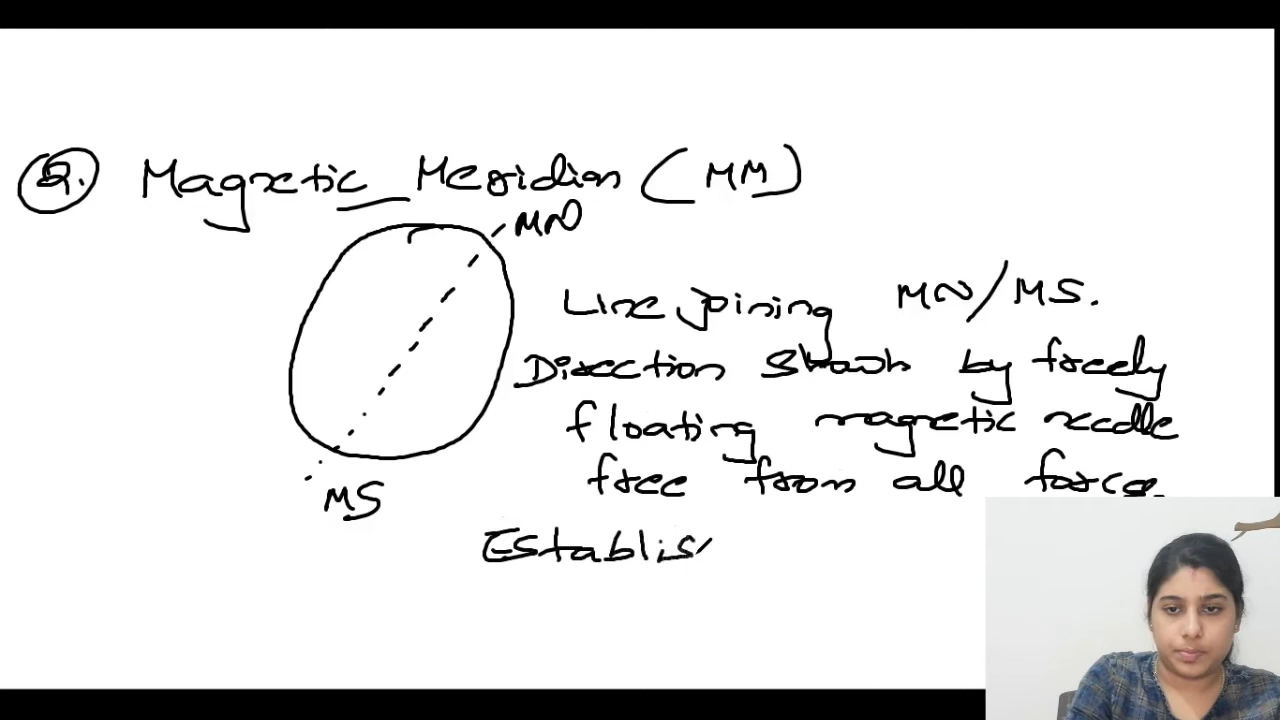 2. Magnetic Meridian (MM)
MN
Line joining MN/MS.
Direction shown by freely
floating magnetic needle
free from all force.
MS
Establis